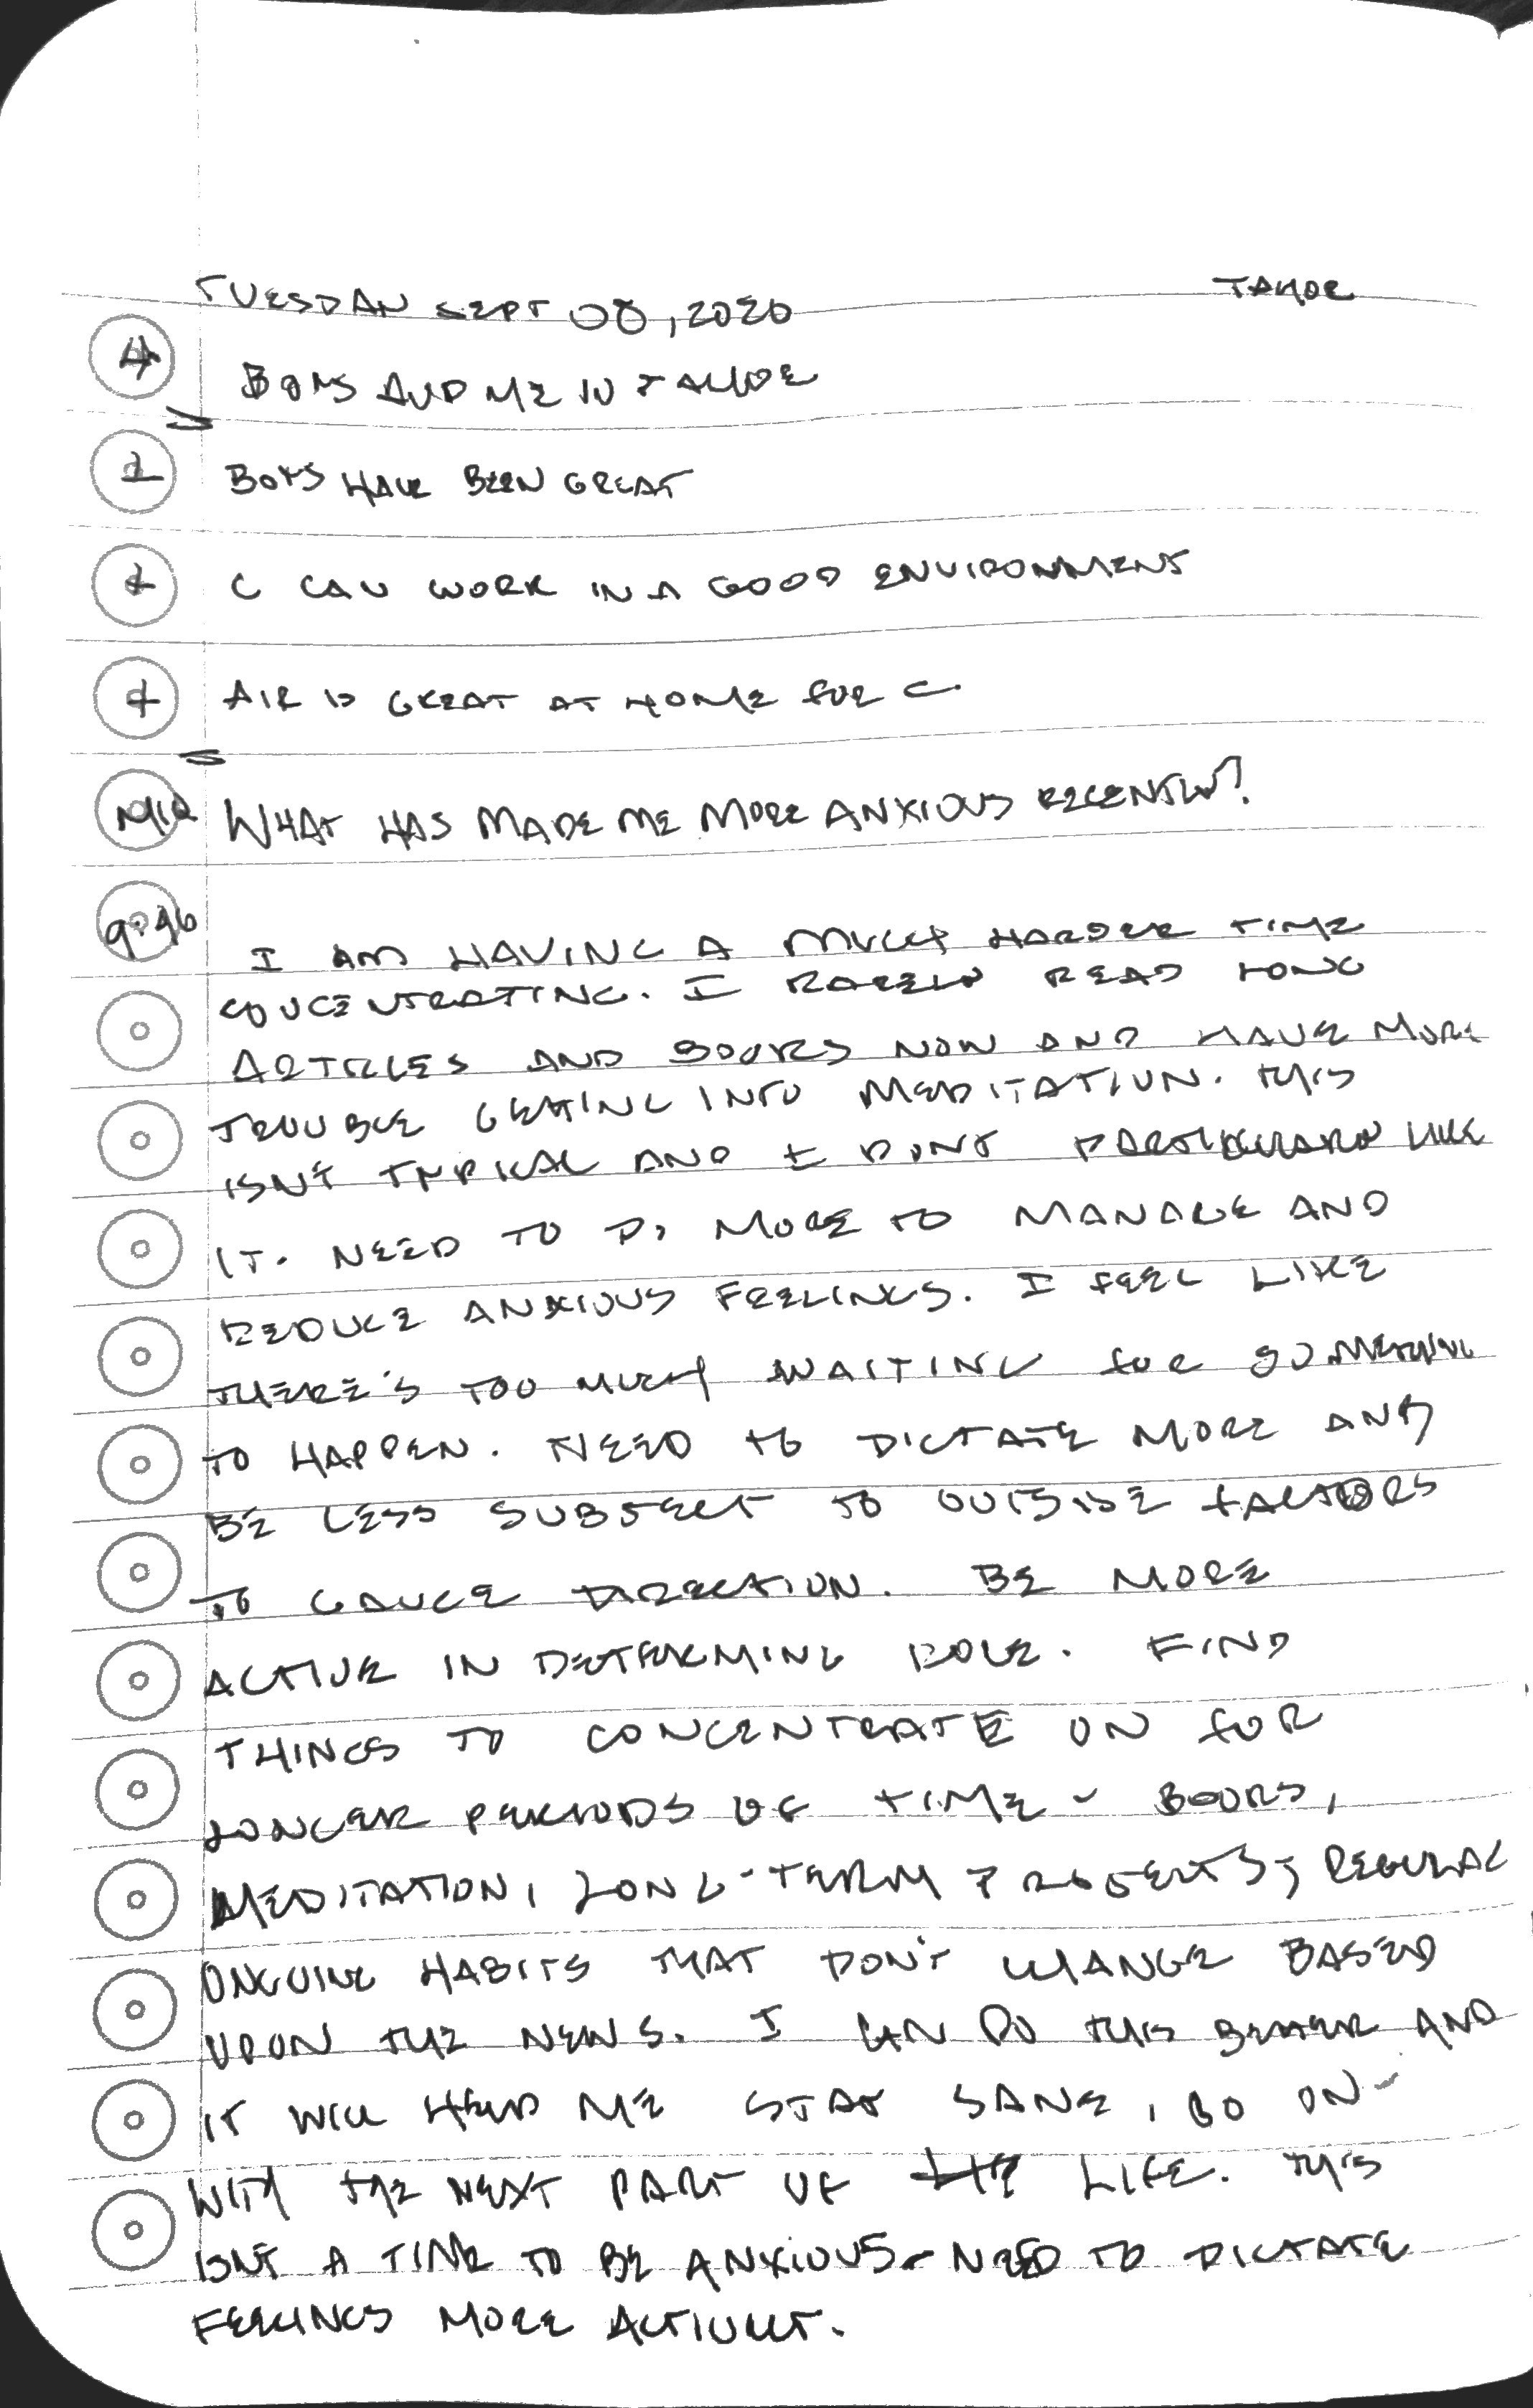 TUESDAY SEPT 08, 2020 TAHOE
4 BOYS AND ME IN TAHOE
I BOYS HAVE BEEN GREAT
+ C CAN WORK IN A GOOD ENVIRONMENT
+ AIR IS GREAT AT HOME FOR C.
WHAT HAS MADE ME MORE ANXIOUS RECENTLY?
9:46 I AM HAVING A MUCH HARDER TIME
CONCENTRATING. I RARELY READ LONG
ARTICLES AND BOOKS NOW AND HAVE MORE
TROUBLE GETTING INTO MEDITATION. THIS
ISN'T TYPICAL AND I DON'T PARTICULARLY LIKE
IT. NEED TO DO MORE TO MANAGE AND
REDUCE ANXIOUS FEELINGS. I FEEL LIKE
THERE'S TOO MUCH WAITING FOR SOMETHING
TO HAPPEN. NEED TO DICTATE MORE AND
BE LESS SUBJECT TO OUTSIDE FACTORS
TO GAUGE DIRECTION. BE MORE
ACTIVE IN DETERMING ROLE. FIND
THINGS TO CONCENTRATE ON FOR
LONGER PERIODS OF TIME - BOOKS,
MEDITATION, LONG-TERM PROJECTS, REGULAR
ONGOING HABITS THAT DON'T CHANGE BASED
UPON THE NEWS. I CAN DO THIS BETTER AND
IT WILL HELP ME STAY SANE, GO ON-
WITH THE NEXT PART OF LIFE. THIS
ISN'T A TIME TO BE ANXIOUS - NEED TO DICTATE
FEELINGS MORE ACTIVELY.